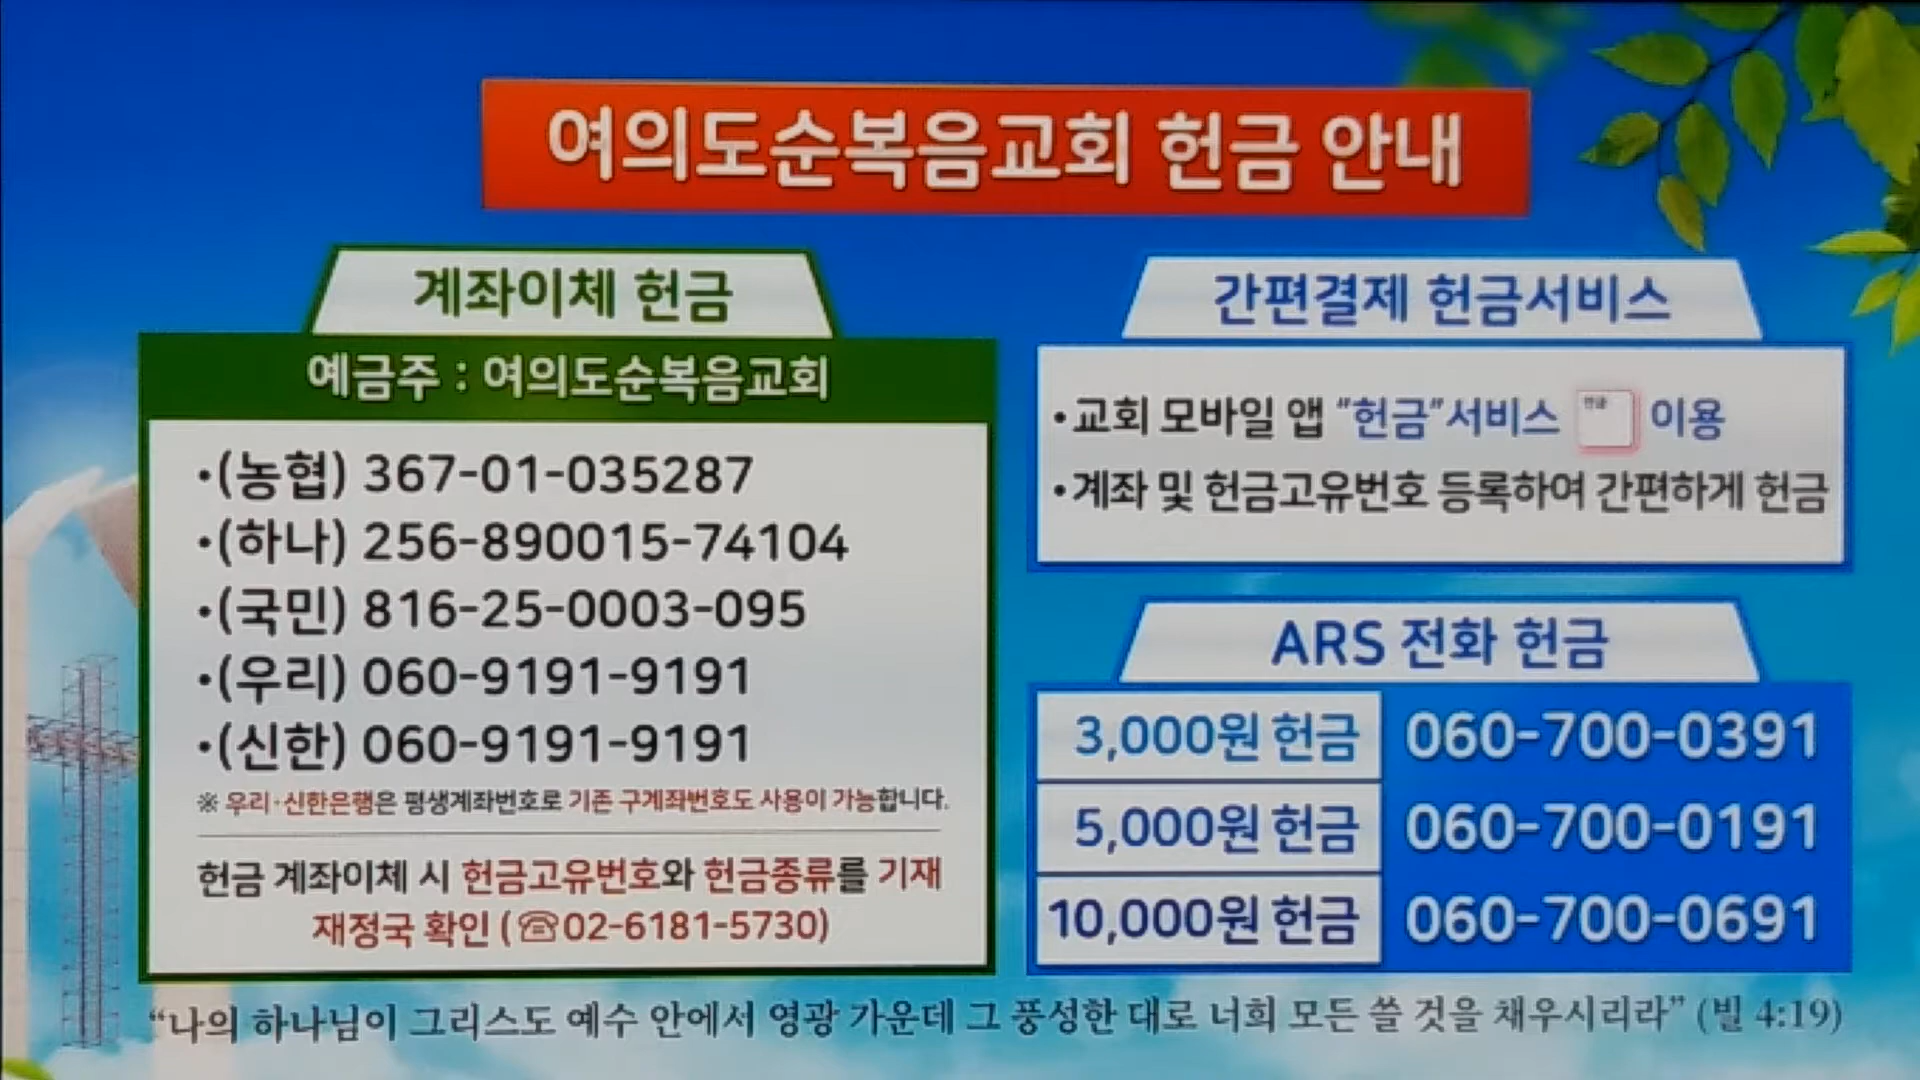 여의도순복음교회 헌금 안내
계좌이체 헌금
예금주 : 여의도순복음교회
•(농협) 367-01-035287
•(하나) 256-890015-74104
•(국민) 816-25-0003-095
•(우리) 060-9191-9191
•(신한) 060-9191-9191
※ 우리·신한은행은 평생계좌번호로 기존 구계좌번호도 사용이 가능합니다.
헌금 계좌이체 시 헌금고유번호와 헌금종류를 기재
재정국 확인 (☎02-6181-5730)
간편결제 헌금서비스
•교회 모바일 앱 “헌금”서비스 헌금 이용
•계좌 및 헌금고유번호 등록하여 간편하게 헌금
ARS 전화 헌금
3,000원 헌금 060-700-0391
5,000원 헌금 060-700-0191
10,000원 헌금 060-700-0691
“나의 하나님이 그리스도 예수 안에서 영광 가운데 그 풍성한 대로 너희 모든 쓸 것을 채우시리라” (빌 4:19)